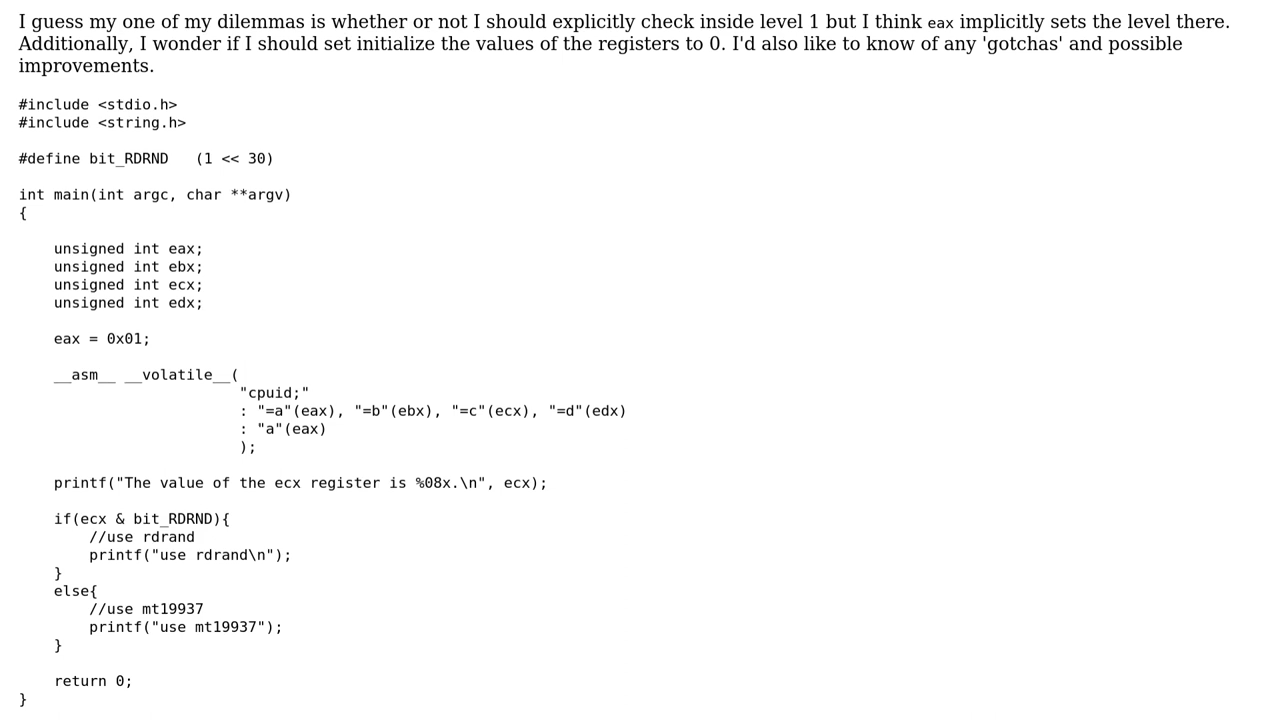 I guess my one of my dilemmas is whether or not I should explicitly check inside level 1 but I think eax implicitly sets the level there.
Additionally, I wonder if I should set initialize the values of the registers to 0. I'd also like to know of any 'gotchas' and possible
improvements.
#include <stdio.h>
#include <string.h>
#define bit_RDRND   (1 << 30)
int main(int argc, char **argv)
{
    unsigned int eax;
    unsigned int ebx;
    unsigned int ecx;
    unsigned int edx;
    eax = 0x01;
    __asm__ __volatile__(
                         "cpuid;"
                         : "=a"(eax), "=b"(ebx), "=c"(ecx), "=d"(edx)
                         : "a"(eax)
                         );
    printf("The value of the ecx register is %08x.\n", ecx);
    if(ecx & bit_RDRND){
        //use rdrand
        printf("use rdrand\n");
    }
    else{
        //use mt19937
        printf("use mt19937");
    }
    return 0;
}